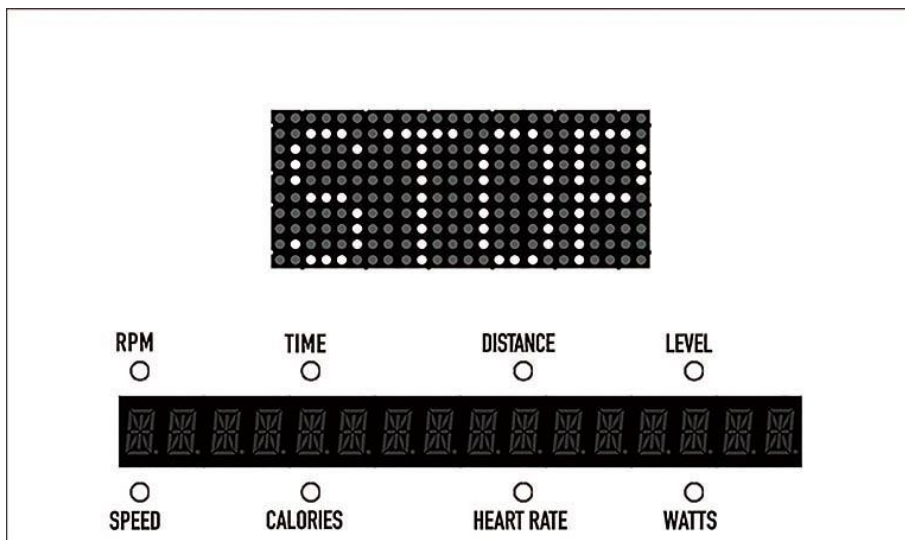 STOP
RPM TIME DISTANCE LEVEL
SPEED CALORIES HEART RATE WATTS